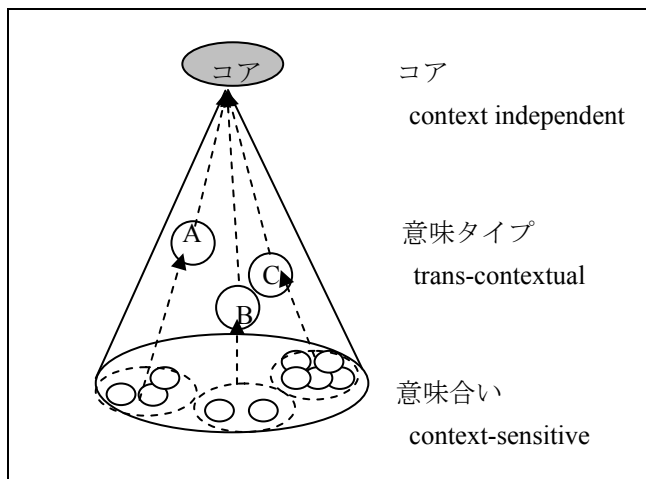 コア
コア
context independent
A
意味タイプ
C
trans-contextual
B
意味合い
context-sensitive